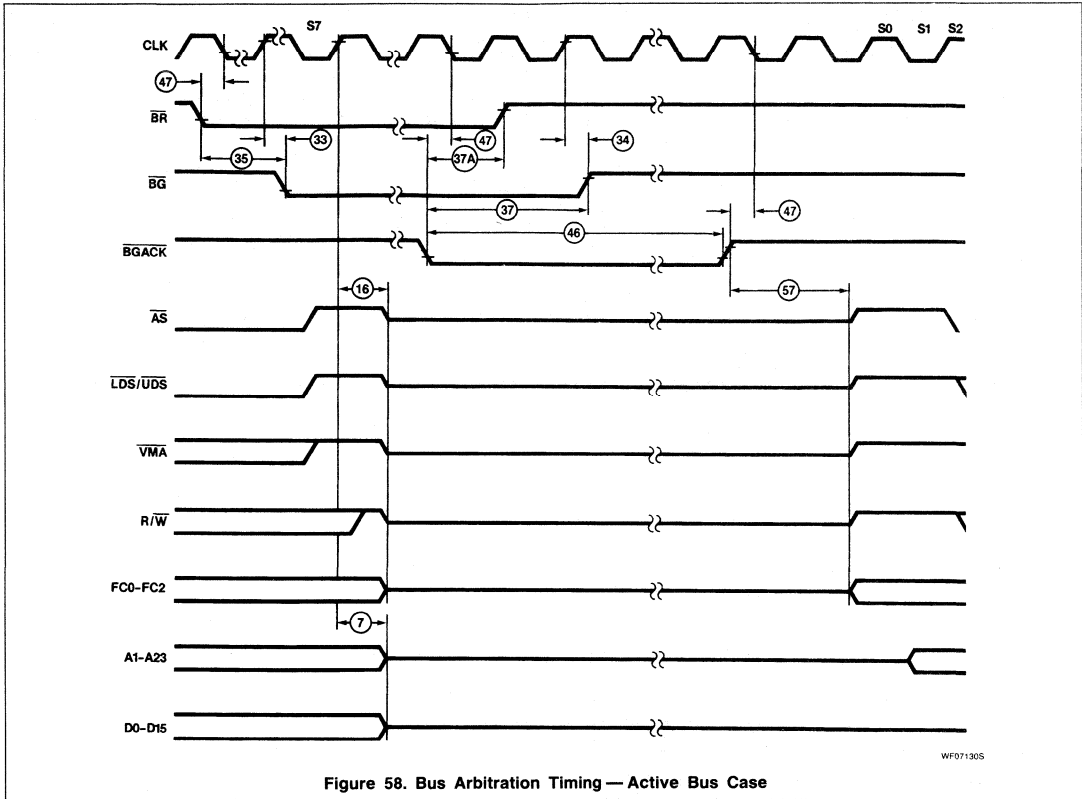 S7
S0 S1 S2
CLK
47
BR
33
47
34
35
37A
BG
37
47
46
BGACK
16
57
AS
LDS/UDS
VMA
R/W
FC0-FC2
7
A1-A23
D0-D15
WF07130S
Figure 58. Bus Arbitration Timing — Active Bus Case